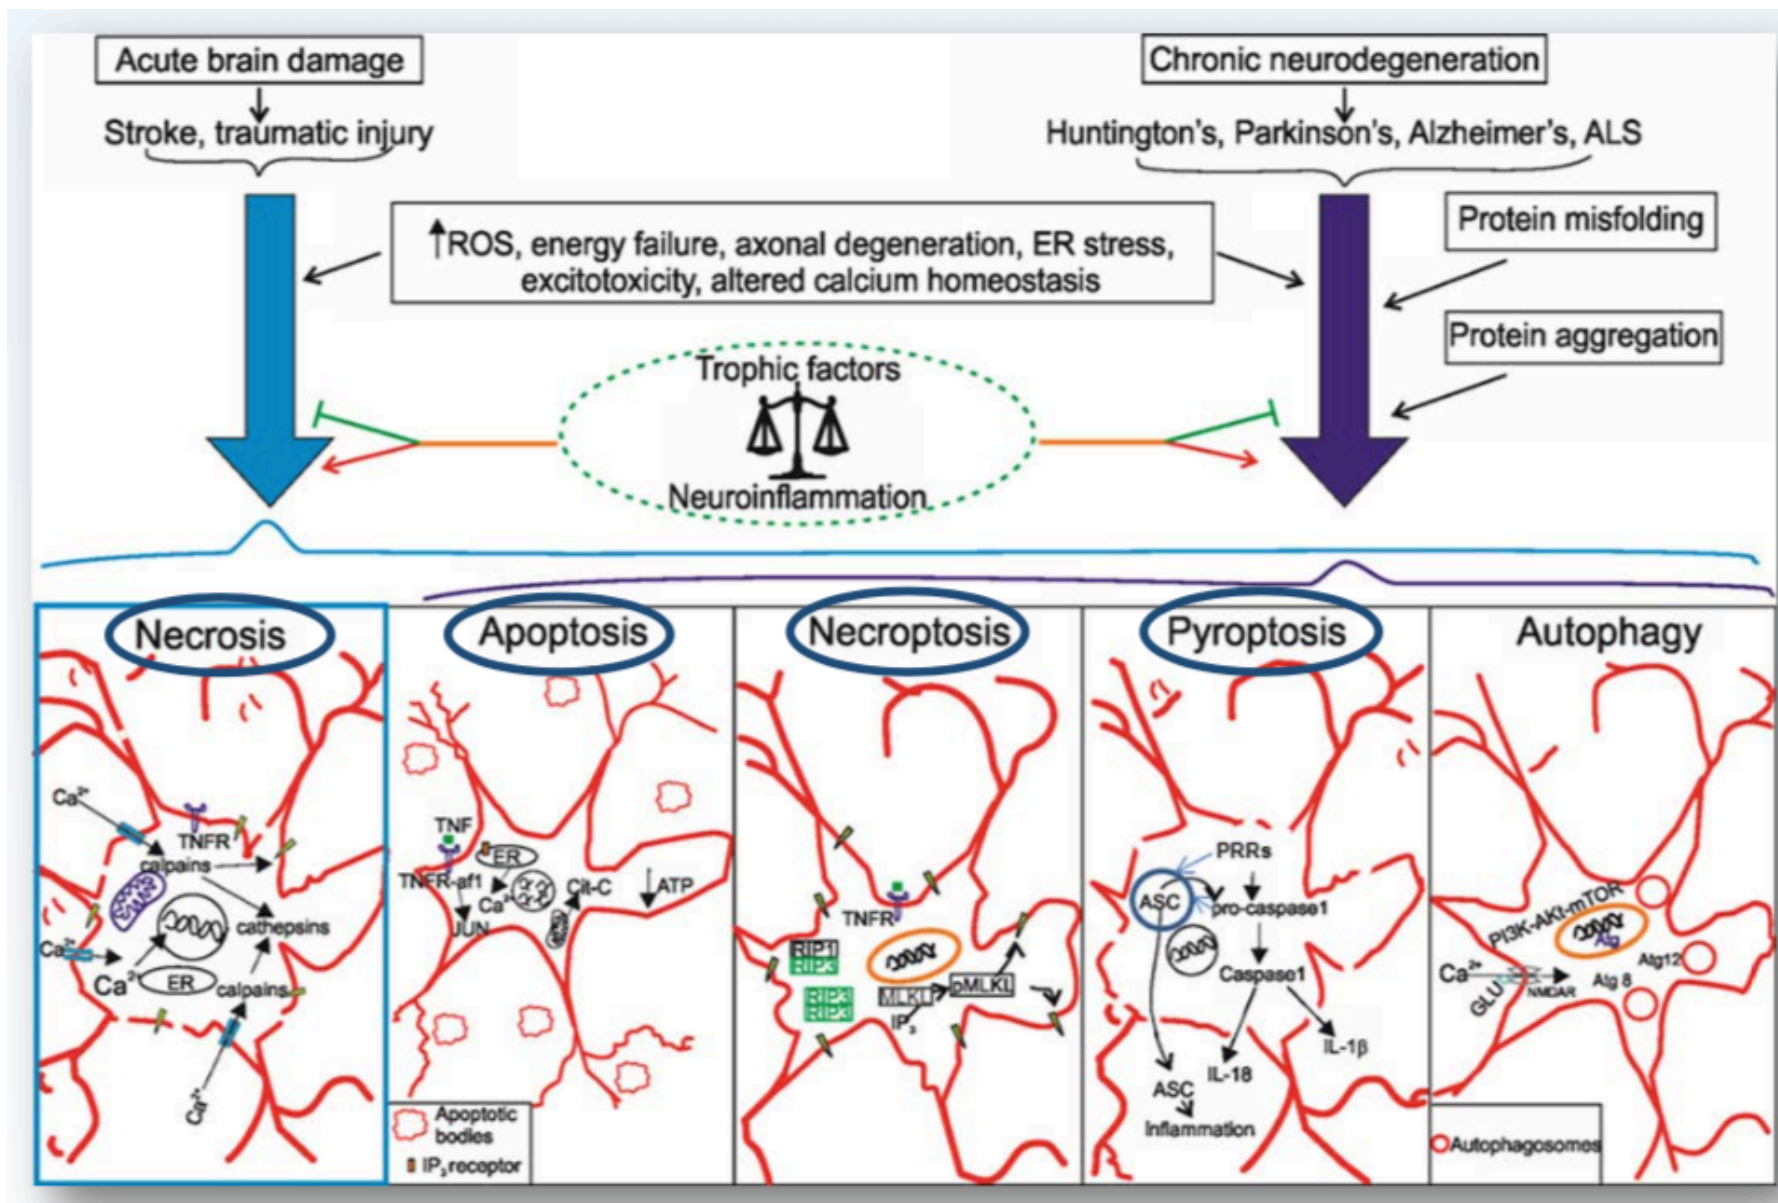 Acute brain damage
Stroke, traumatic injury
Chronic neurodegeneration
Huntington's, Parkinson's, Alzheimer's, ALS
↑ROS, energy failure, axonal degeneration, ER stress,
excitotoxicity, altered calcium homeostasis
Protein misfolding
Protein aggregation
Trophic factors
Neuroinflammation
Necrosis
Ca²⁺
TNFR
calpains
cathepsins
Ca²⁺
Ca²⁺
ER
calpains
Ca²⁺
Apoptosis
TNF
ER
TNFR-af1
Ca²⁺
Cit-C
ATP
JUN
Apoptotic
bodies
IP₃ receptor
Necroptosis
TNFR
RIP1
RIP3
RIP3
RIP3
MLKL
pMLKL
IP₃
Pyroptosis
PRRs
ASC
pro-caspase1
Caspase1
IL-1β
IL-18
ASC
Inflammation
Autophagy
PI3K-AKt-mTOR
Atg
Atg12
Ca²⁺
Atg 8
NMDAR
GLU
Autophagosomes